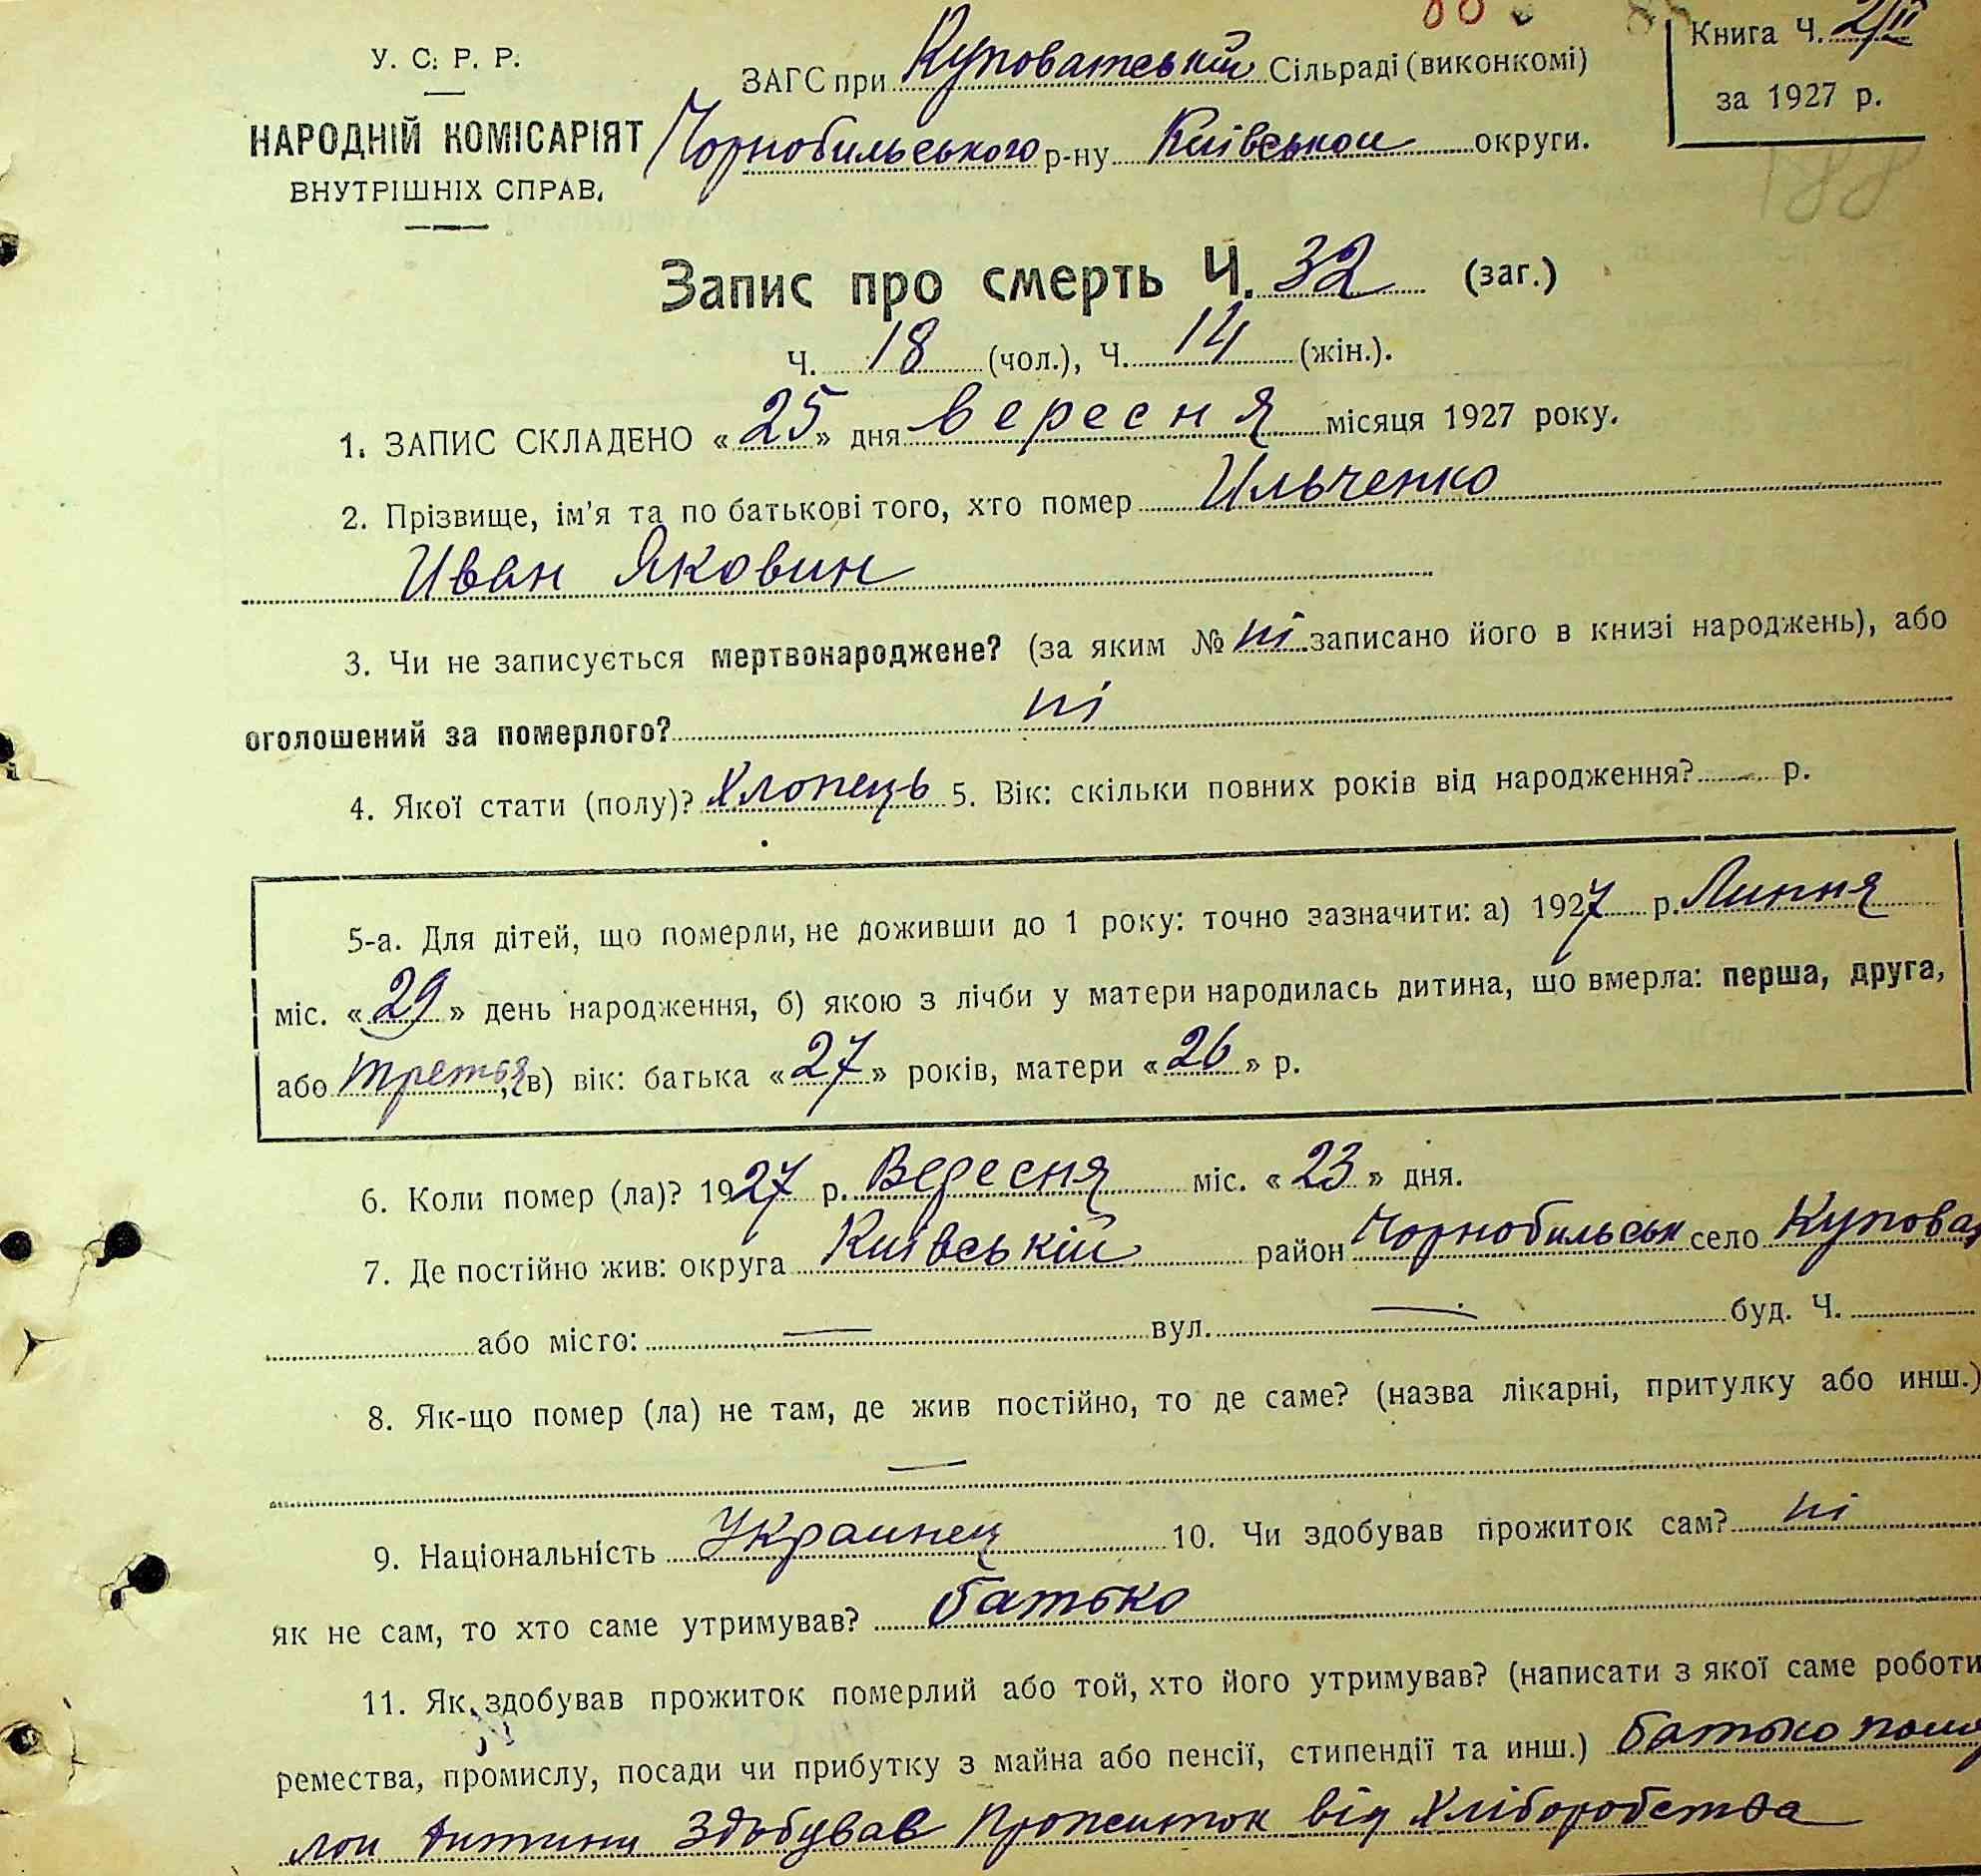 У. С. Р. Р.
НАРОДНІЙ КОМІСАРІЯТ
ВНУТРІШНІХ СПРАВ.
ЗАГС при Куповатській Сільраді (виконкомі)
Чорнобильського р-ну Київськои округи.
Книга Ч. 2/II
за 1927 р.
188
Запис про смерть Ч. 32 (заг.)
Ч. 18 (чол.), Ч. 14 (жін.).
1. ЗАПИС СКЛАДЕНО «25» дня вересня місяця 1927 року.
2. Прізвище, ім'я та по батькові того, хто помер Ильченко
Иван Яковин
3. Чи не записується мертвонароджене? (за яким № ні записано його в книзі народжень), або
оголошений за померлого? ні
4. Якої стати (полу)? Хлопець 5. Вік: скільки повних років від народження? — р.
5-а. Для дітей, що померли, не доживши до 1 року: точно зазначити: а) 1927 р. Липня
міс. «29» день народження, б) якою з лічби у матери народилась дитина, що вмерла: перша, друга,
або третья, в) вік: батька «27» років, матери «26» р.
6. Коли помер (ла)? 1927 р. Вересня міс. «23» дня.
7. Де постійно жив: округа Київській район Чорнобильськ село Купова
або місто: — вул. — буд. Ч.
8. Як-що помер (ла) не там, де жив постійно, то де саме? (назва лікарні, притулку або инш.)
—
9. Національність Украинец 10. Чи здобував прожиток сам? ні
як не сам, то хто саме утримував? батько
11. Як здобував прожиток померлий або той, хто його утримував? (написати з якої саме роботи
ремества, промислу, посади чи прибутку з майна або пенсії, стипендії та инш.) батько
дитини здобував прожиток від хліборобства